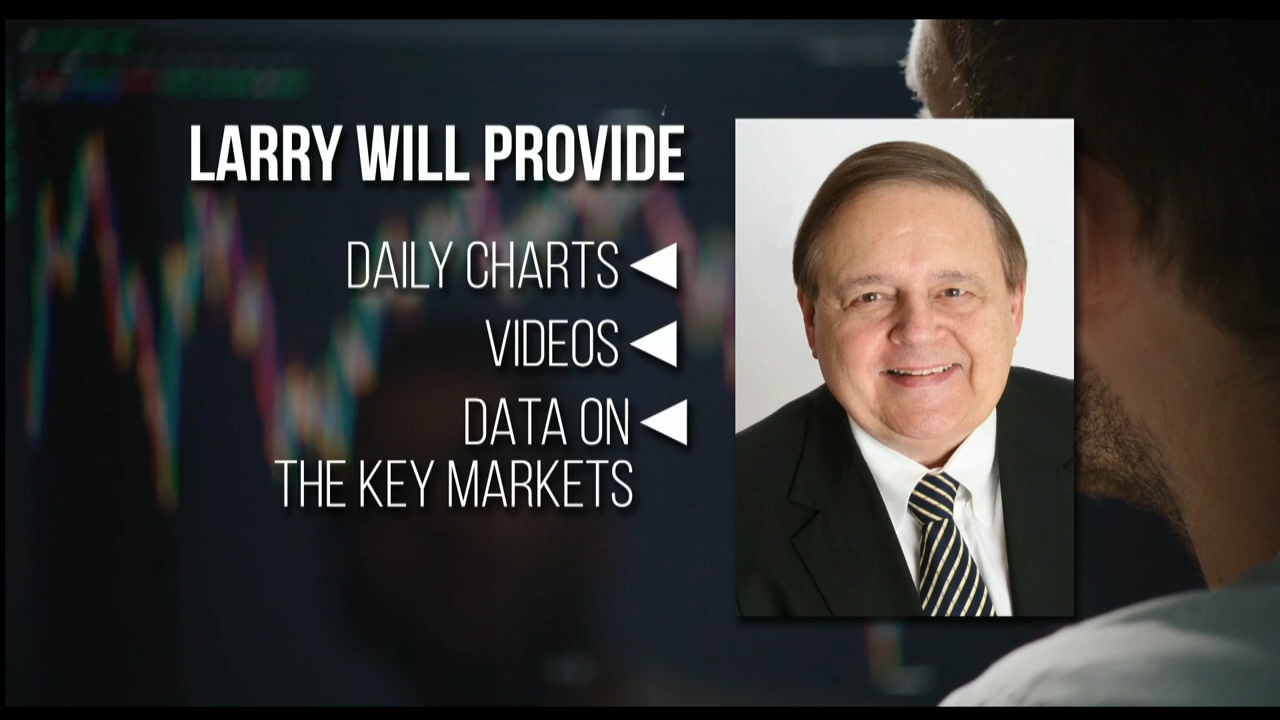 LARRY WILL PROVIDE
DAILY CHARTS
VIDEOS
DATA ON
THE KEY MARKETS